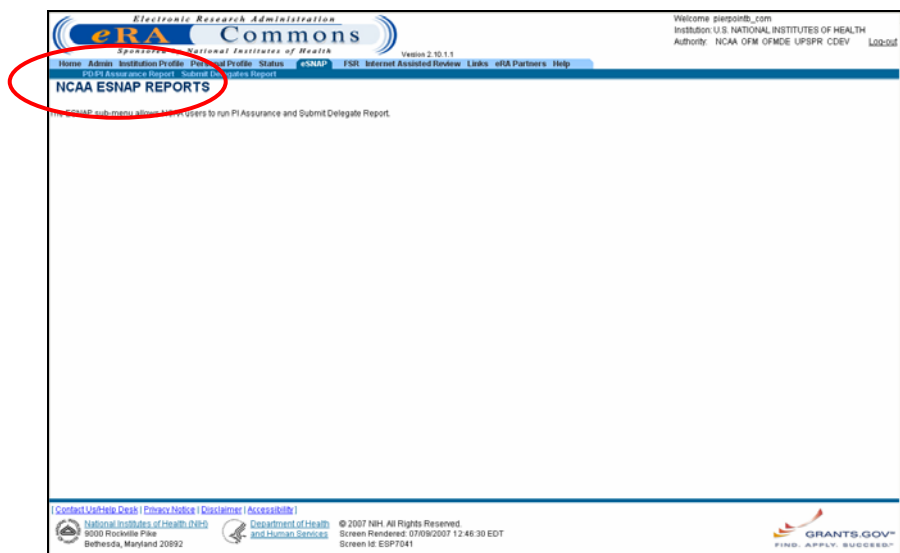 Electronic Research Administration
eRA Commons
Sponsored by National Institutes of Health
Version 2.10.1.1
Welcome pierpointb_com
Institution: U.S. NATIONAL INSTITUTES OF HEALTH
Authority: NCAA OFM OFMDE UPSPR CDEV Log-out
Home Admin Institution Profile Personal Profile Status eSNAP FSR Internet Assisted Review Links eRA Partners Help
PD/PI Assurance Report Submit Delegates Report
NCAA ESNAP REPORTS
The ESNAP sub-menu allows NCAA users to run PI Assurance and Submit Delegate Report.
[ Contact Us/Help Desk | Privacy Notice | Disclaimer | Accessibility ]
National Institutes of Health (NIH)
9000 Rockville Pike
Bethesda, Maryland 20892
Department of Health
and Human Services
© 2007 NIH. All Rights Reserved.
Screen Rendered: 07/09/2007 12:46:30 EDT
Screen Id: ESP7041
GRANTS.GOV℠
FIND. APPLY. SUCCEED.℠